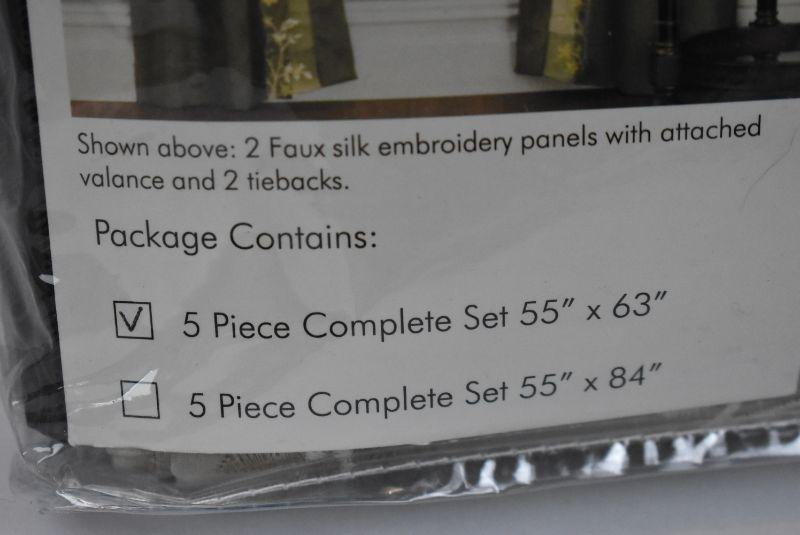 Shown above: 2 Faux silk embroidery panels with attached
valance and 2 tiebacks.
Package Contains:
5 Piece Complete Set 55" x 63"
5 Piece Complete Set 55" x 84"